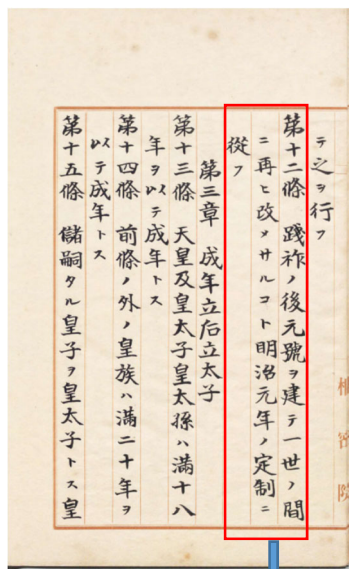 テ之ヲ行フ
第十二條 踐祚ノ後元號ヲ建テ一世ノ間
ニ再ヒ改メサルコト明治元年ノ定制ニ
從フ
第三章 成年立后立太子
第十三條 天皇及皇太子皇太孫ハ滿十八
年ヲ以テ成年トス
第十四條 前條ノ外ノ皇族ハ滿二十年ヲ
以テ成年トス
第十五條 儲嗣タル皇子ヲ皇太子トス皇
樞密院